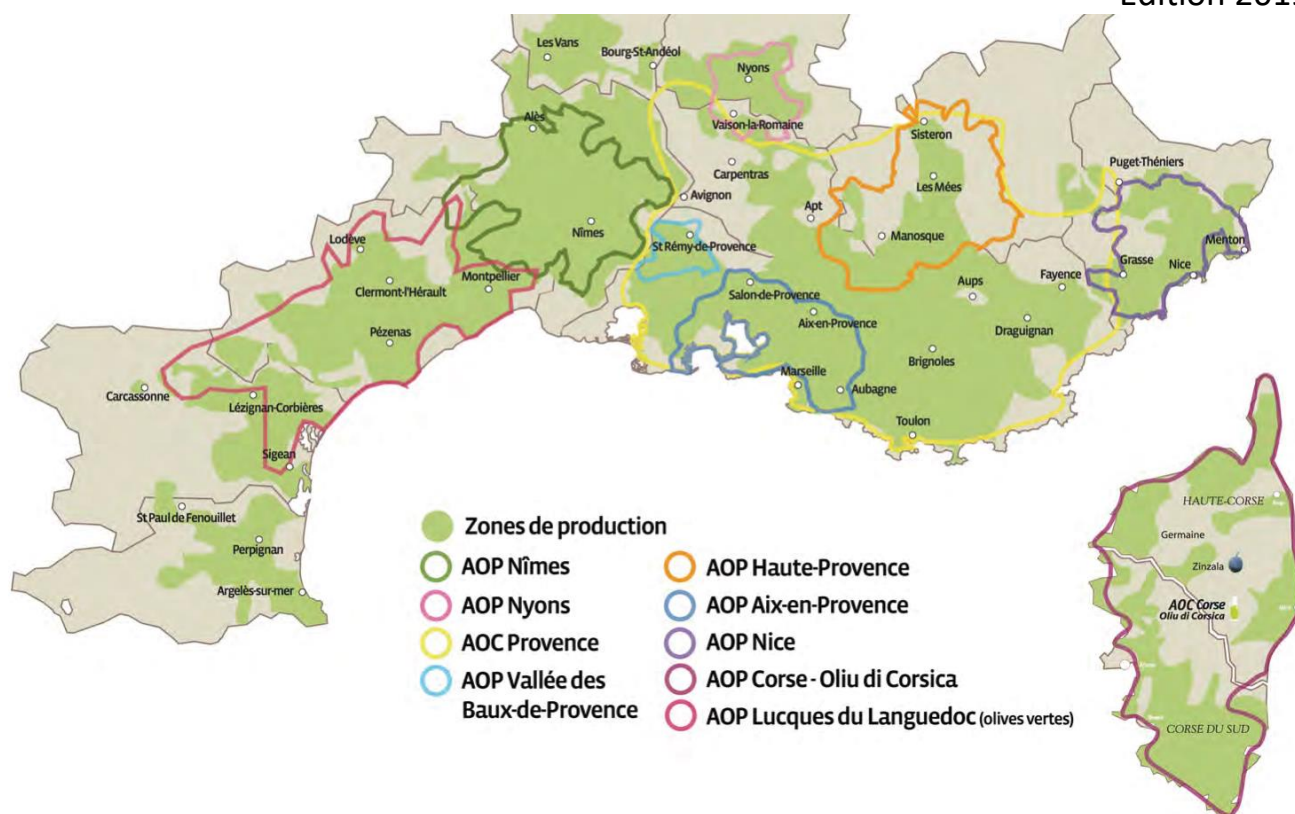 Les Vans
Bourg-St-Andéol
Nyons
Alès
Vaison-la-Romaine
Sisteron
Puget-Théniers
Carpentras
Les Mées
Avignon
Apt
Nîmes
Manosque
Menton
Lodève
St Rémy-de-Provence
Grasse
Nice
Montpellier
Fayence
Clermont-l'Hérault
Salon-de-Provence
Aups
Aix-en-Provence
Draguignan
Pézenas
Brignoles
Carcassonne
Marseille
Aubagne
Lézignan-Corbières
Toulon
Sigean
St Paul de Fenouillet
Perpignan
Argelès-sur-mer
Zones de production
AOP Nîmes
AOP Nyons
AOC Provence
AOP Vallée des
Baux-de-Provence
AOP Haute-Provence
AOP Aix-en-Provence
AOP Nice
AOP Corse - Oliu di Corsica
AOP Lucques du Languedoc (olives vertes)
HAUTE-CORSE
Germaine
Zinzala
AOC Corse
Oliu di Corsica
CORSE DU SUD